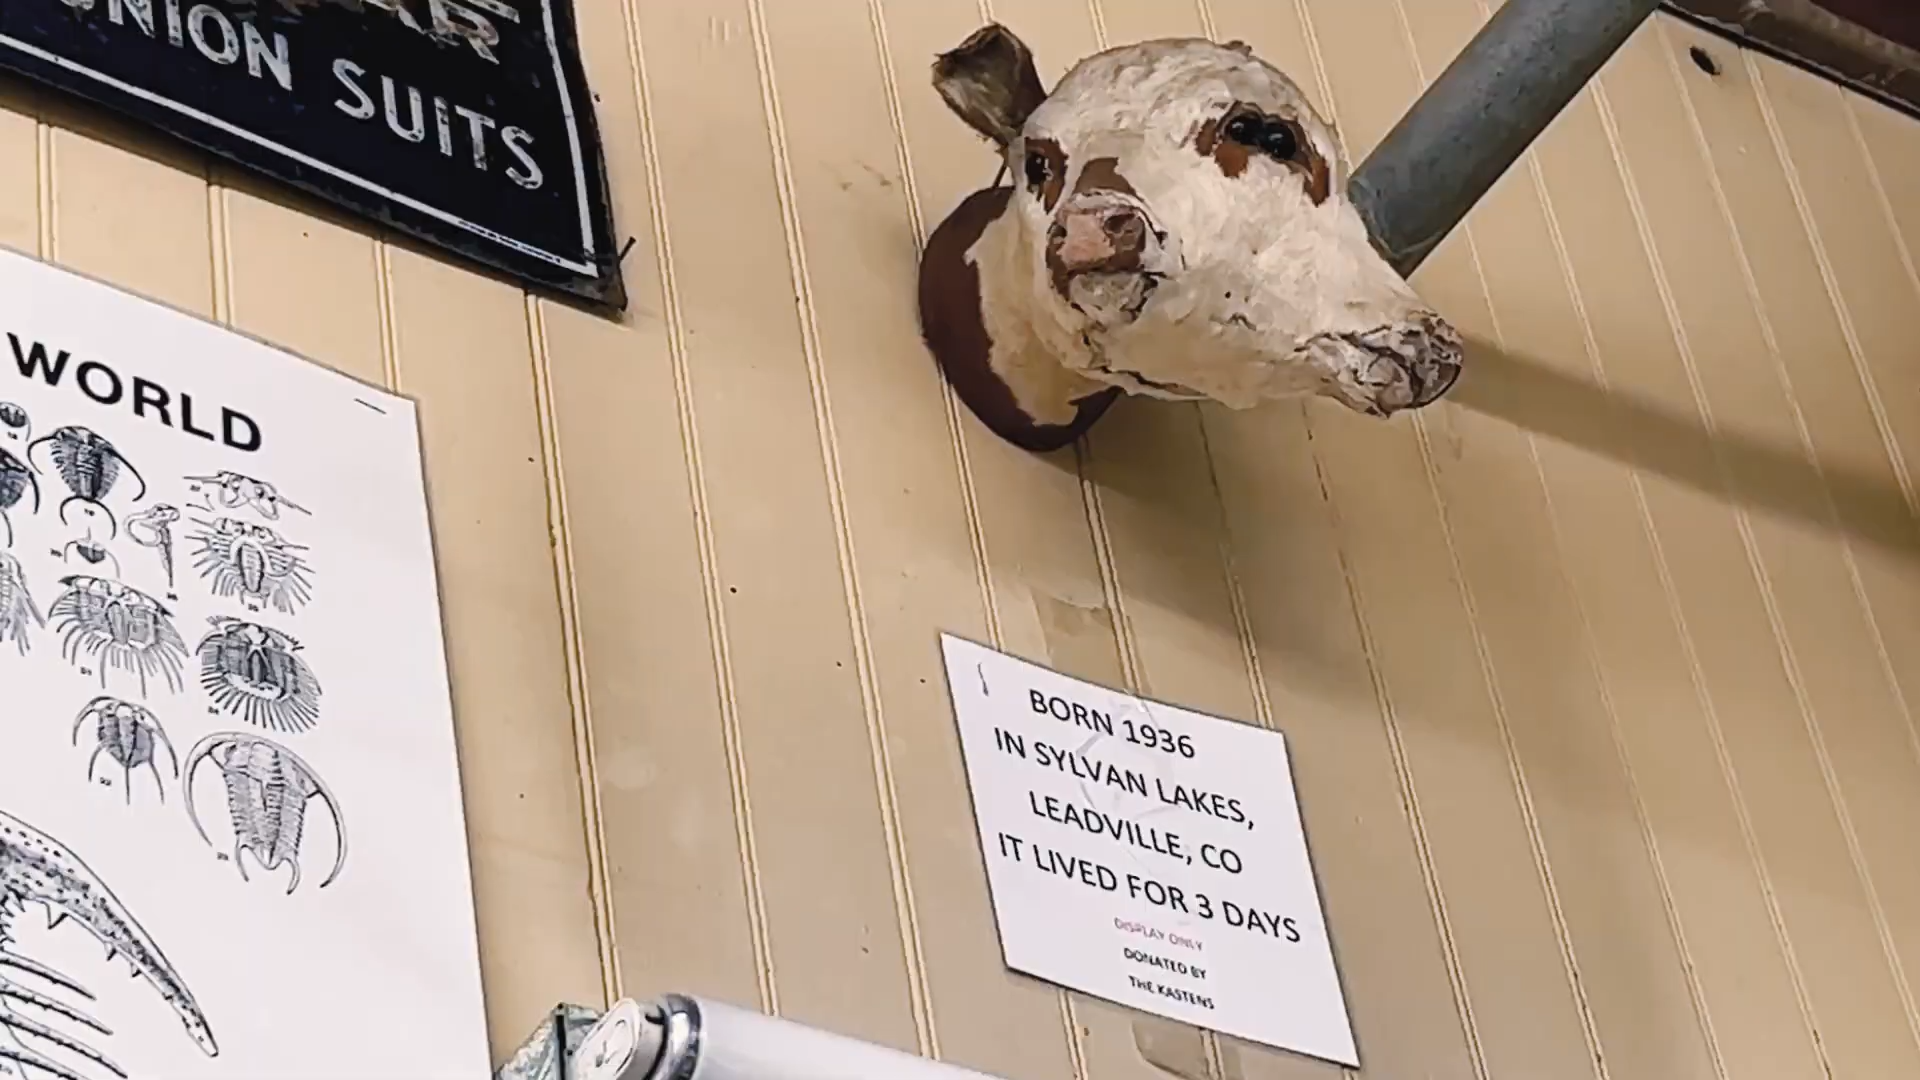 UNION SUITS
WORLD
BORN 1936
IN SYLVAN LAKES,
LEADVILLE, CO
IT LIVED FOR 3 DAYS
DISPLAY ONLY
DONATED BY
THE KASTENS